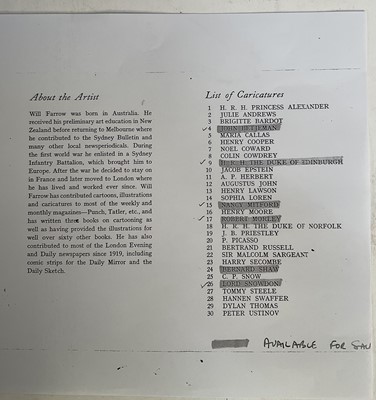 About the Artist
Will Farrow was born in Australia. He
received his preliminary art education in New
Zealand before returning to Melbourne where
he contributed to the Sydney Bulletin and
many other local newsperiodicals. During
the first world war he enlisted in a Sydney
Infantry Battalion, which brought him to
Europe. After the war he decided to stay on
in France and later moved to London where
he has lived and worked ever since. Will
Farrow has contributed cartoons, illustrations
and caricatures to most of the weekly and
monthly magazines—Punch, Tatler, etc., and
has written three books on cartooning as
well as having provided the illustrations for
well over sixty other books. He has also
contributed to most of the London Evening
and Daily newspapers since 1919, including
comic strips for the Daily Mirror and the
Daily Sketch.
List of Caricatures
1 H. R. H. PRINCESS ALEXANDER
2 JULIE ANDREWS
3 BRIGITTE BARDOT
4 JOHN BETJEMAN
5 MARIA CALLAS
6 HENRY COOPER
7 NOEL COWARD
8 COLIN COWDREY
9 H. R. H. THE DUKE OF EDINBURGH
10 JACOB EPSTEIN
11 A. P. HERBERT
12 AUGUSTUS JOHN
13 HENRY LAWSON
14 SOPHIA LOREN
15 NANCY MITFORD
16 HENRY MOORE
17 ROBERT MORLEY
18 H. R. H. THE DUKE OF NORFOLK
19 J. B. PRIESTLEY
20 P. PICASSO
21 BERTRAND RUSSELL
22 SIR MALCOLM SARGEANT
23 HARRY SECOMBE
24 BERNARD SHAW
25 C. P. SNOW
26 LORD SNOWDON
27 TOMMY STEELE
28 HANNEN SWAFFER
29 DYLAN THOMAS
30 PETER USTINOV
AVAILABLE FOR